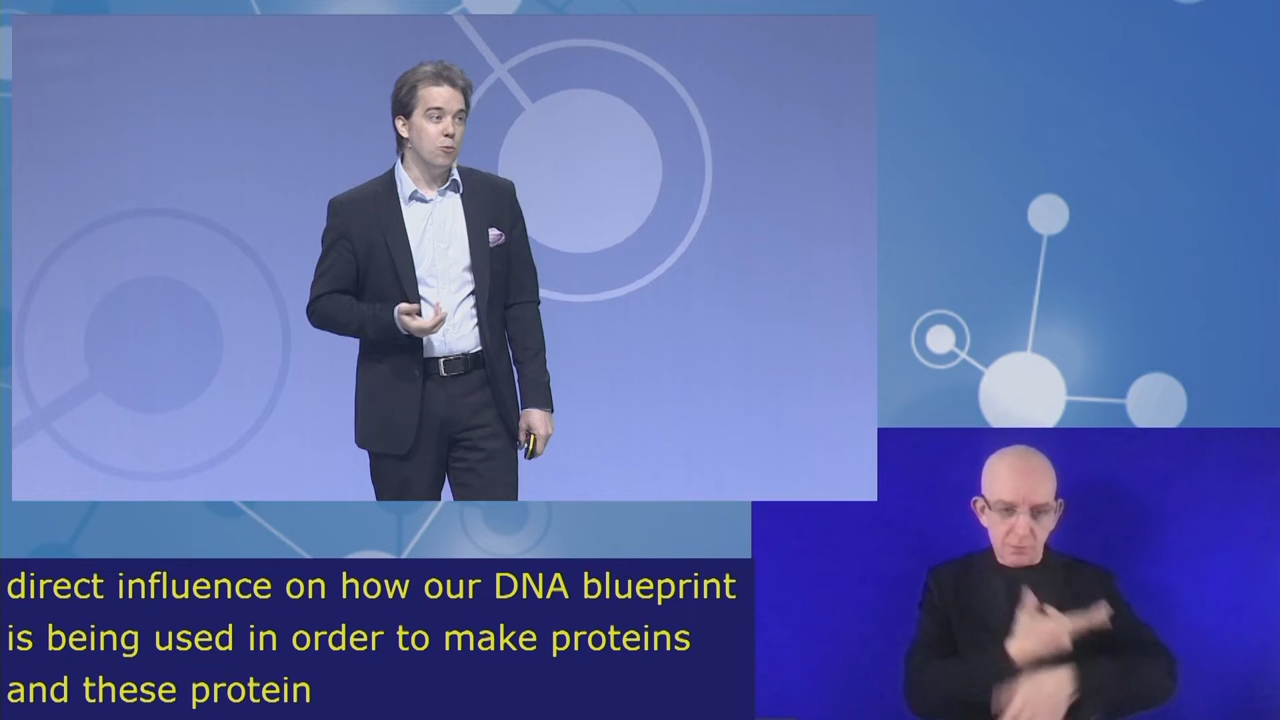 direct influence on how our DNA blueprint
is being used in order to make proteins
and these protein